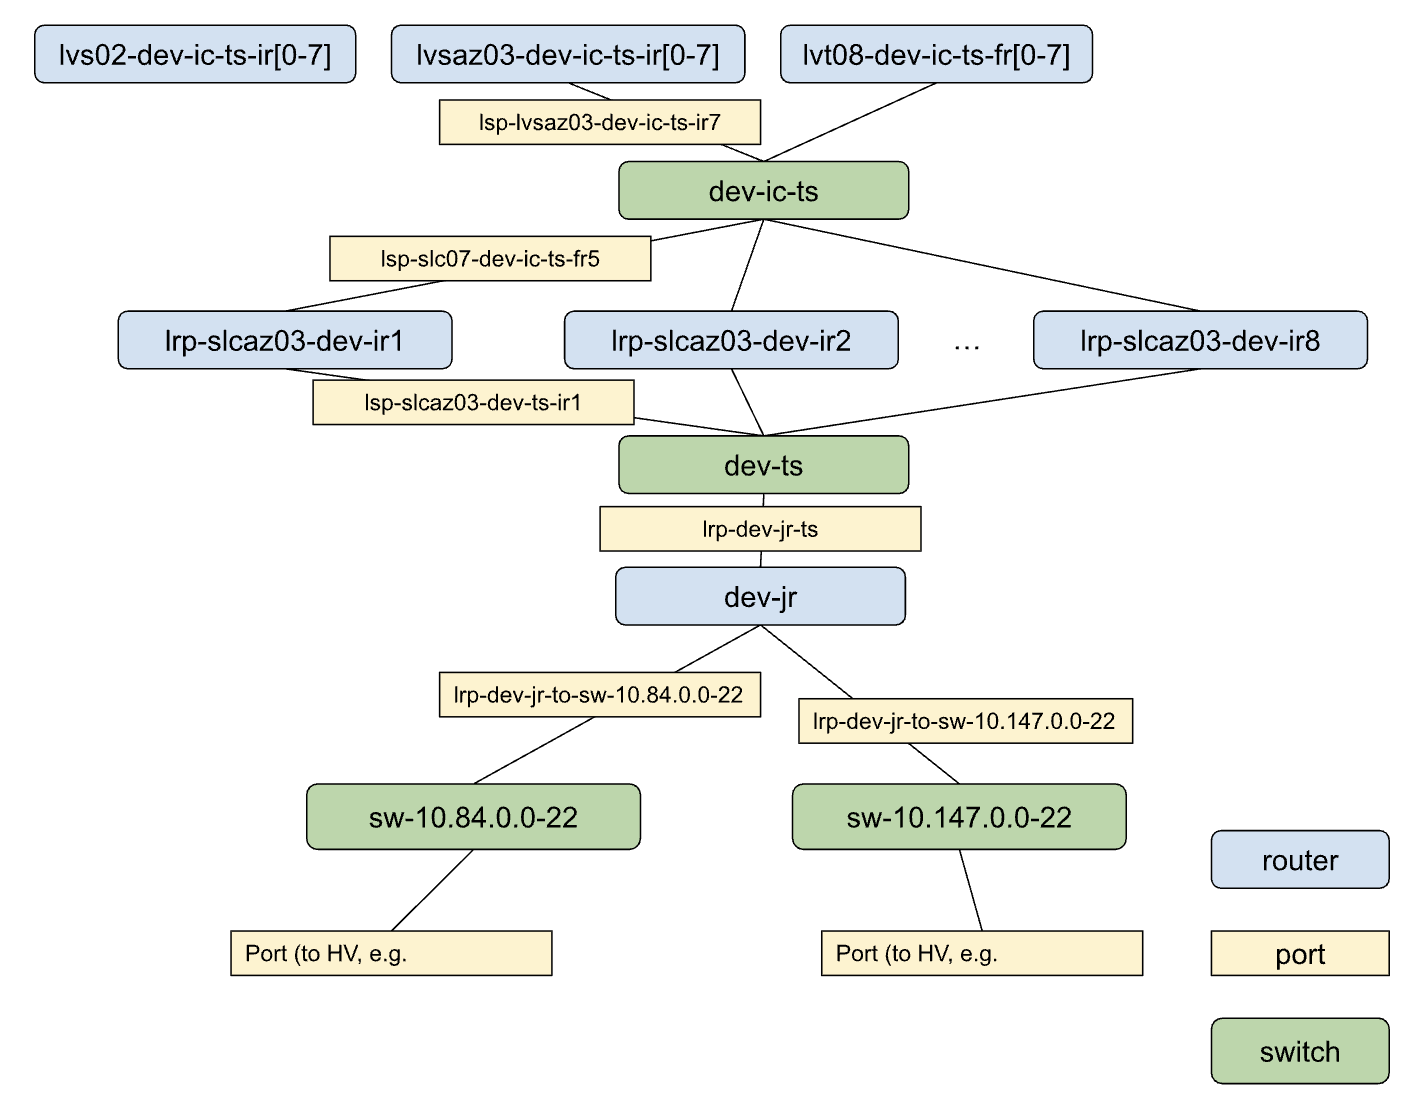 lvs02-dev-ic-ts-ir[0-7]
lvsaz03-dev-ic-ts-ir[0-7]
lvt08-dev-ic-ts-fr[0-7]
lsp-lvsaz03-dev-ic-ts-ir7
dev-ic-ts
lsp-slc07-dev-ic-ts-fr5
lrp-slcaz03-dev-ir1
lrp-slcaz03-dev-ir2
...
lrp-slcaz03-dev-ir8
lsp-slcaz03-dev-ts-ir1
dev-ts
lrp-dev-jr-ts
dev-jr
lrp-dev-jr-to-sw-10.84.0.0-22
lrp-dev-jr-to-sw-10.147.0.0-22
sw-10.84.0.0-22
sw-10.147.0.0-22
router
Port (to HV, e.g.
Port (to HV, e.g.
port
switch